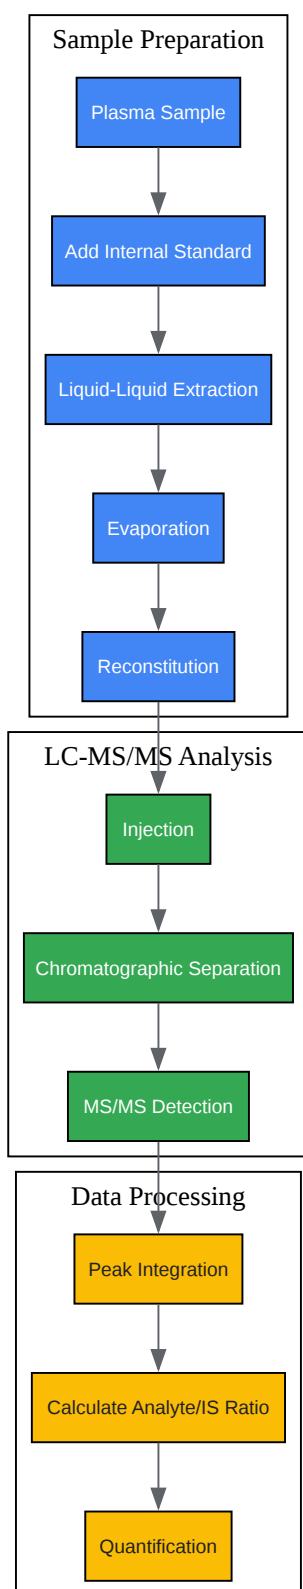 Sample Preparation
Plasma Sample
Add Internal Standard
Liquid-Liquid Extraction
Evaporation
Reconstitution
LC-MS/MS Analysis
Injection
Chromatographic Separation
MS/MS Detection
Data Processing
Peak Integration
Calculate Analyte/IS Ratio
Quantification